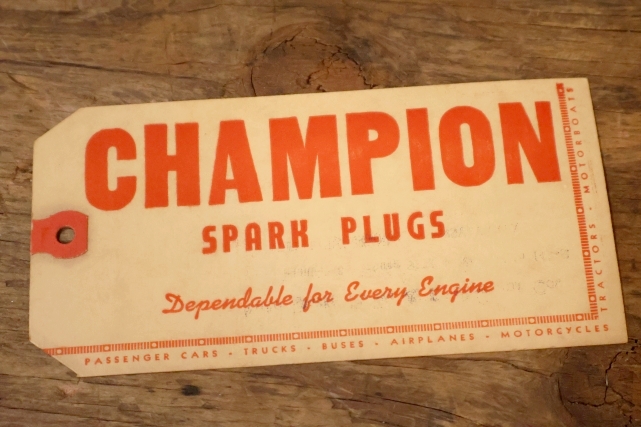 CHAMPION
SPARK PLUGS
Dependable for Every Engine
PASSENGER CARS - TRUCKS - BUSES - AIRPLANES - MOTORCYCLES
TRACTORS - MOTORBOATS